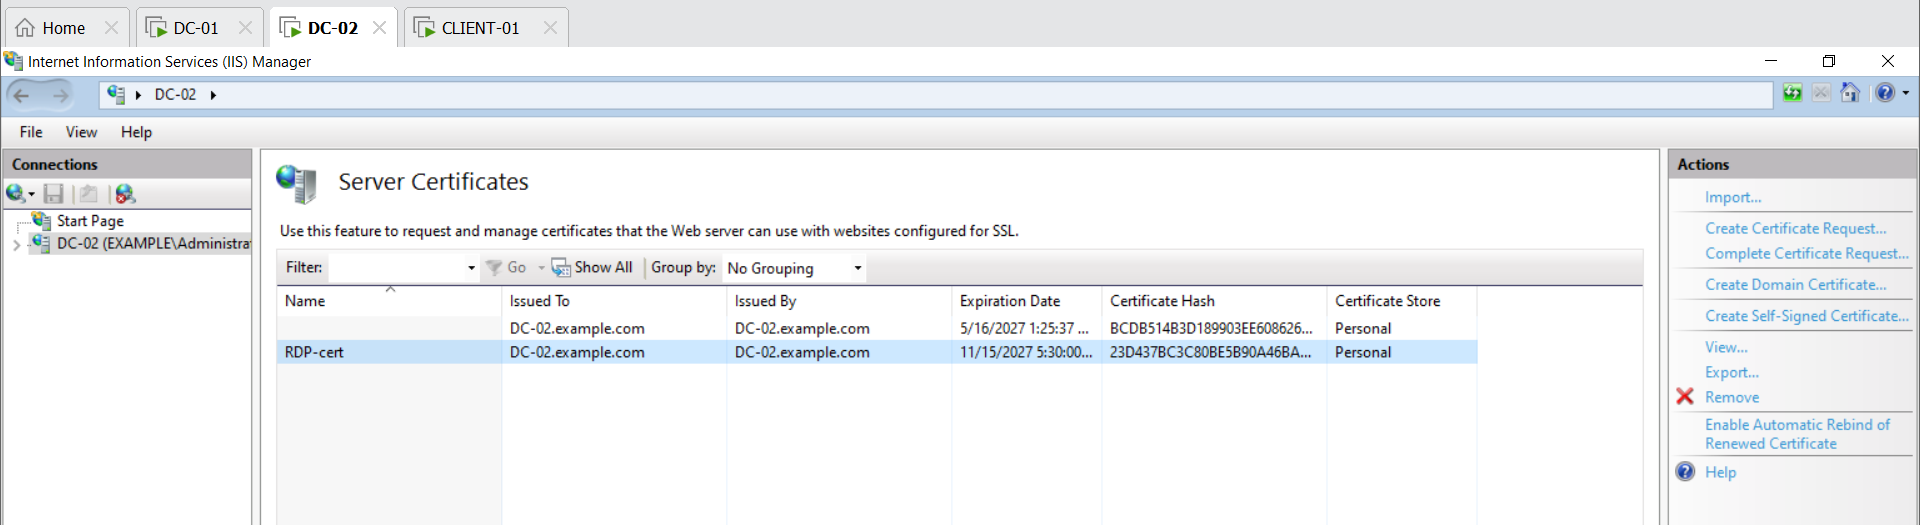 Home
DC-01
DC-02
CLIENT-01
Internet Information Services (IIS) Manager
DC-02
File View Help
Connections
Start Page
DC-02 (EXAMPLE\Administra
Server Certificates
Use this feature to request and manage certificates that the Web server can use with websites configured for SSL.
Filter: Go Show All Group by: No Grouping
Name Issued To Issued By Expiration Date Certificate Hash Certificate Store
DC-02.example.com DC-02.example.com 5/16/2027 1:25:37 ... BCDB514B3D189903EE608626... Personal
RDP-cert DC-02.example.com DC-02.example.com 11/15/2027 5:30:00... 23D437BC3C80BE5B90A46BA... Personal
Actions
Import...
Create Certificate Request...
Complete Certificate Request...
Create Domain Certificate...
Create Self-Signed Certificate...
View...
Export...
Remove
Enable Automatic Rebind of
Renewed Certificate
Help